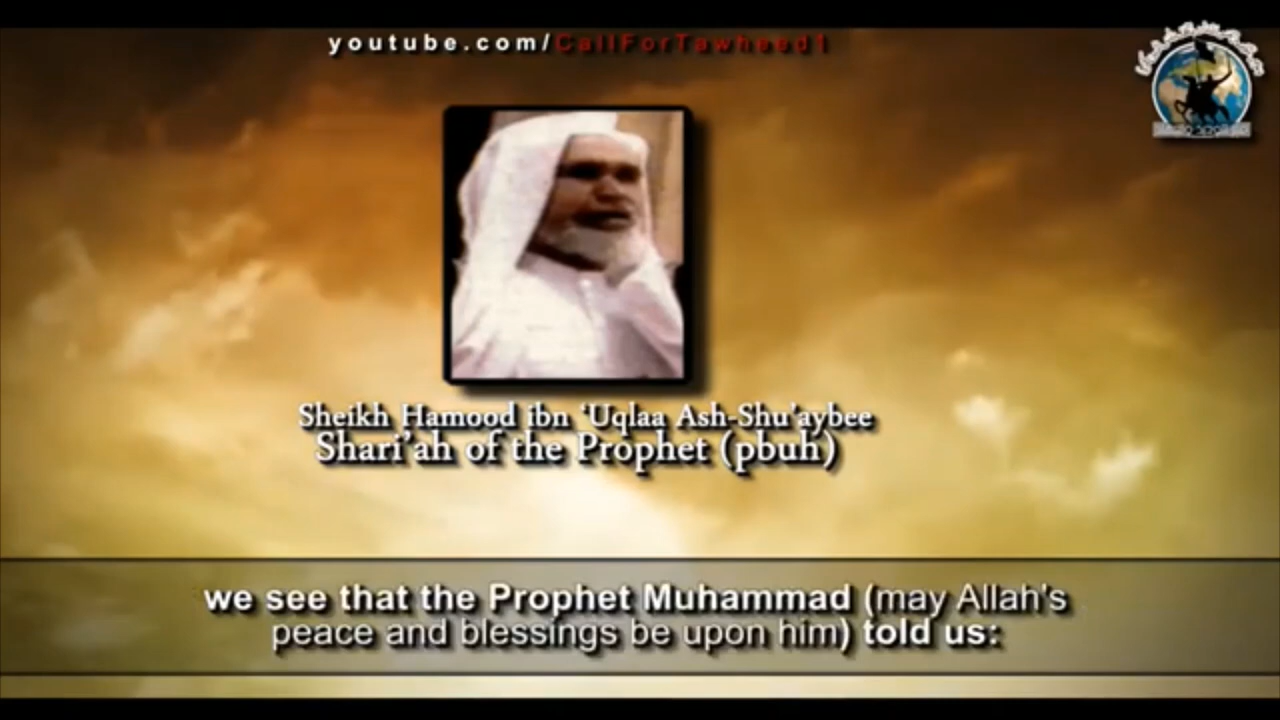 youtube.com/CallForTawheed1
Sheikh Hamood ibn ‘Uqlaa Ash-Shu’aybee
Shari’ah of the Prophet (pbuh)
we see that the Prophet Muhammad (may Allah's
peace and blessings be upon him) told us: